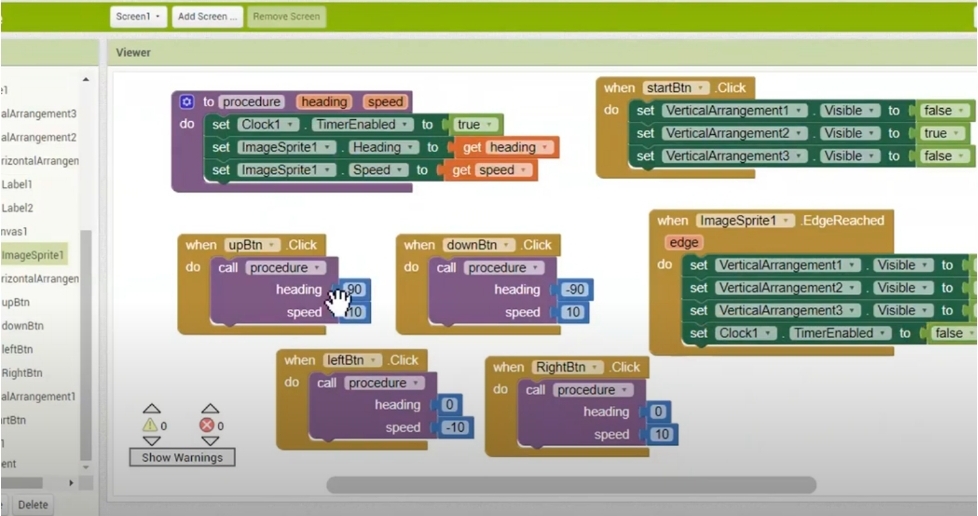 Screen1
Add Screen ...
Remove Screen
Viewer
alArrangement3
alArrangement2
rizontalArrangen
Label1
Label2
nvas1
ImageSprite1
rizontalArrangen
upBtn
downBtn
leftBtn
RightBtn
alArrangement1
rtBtn
ent
Delete
to procedure heading speed
do set Clock1 . TimerEnabled to true
set ImageSprite1 . Heading to get heading
set ImageSprite1 . Speed to get speed
when startBtn .Click
do set VerticalArrangement1 . Visible to false
set VerticalArrangement2 . Visible to true
set VerticalArrangement3 . Visible to false
when upBtn .Click
do call procedure
heading 90
speed 10
when downBtn .Click
do call procedure
heading -90
speed 10
when ImageSprite1 .EdgeReached
edge
do set VerticalArrangement1 . Visible to
set VerticalArrangement2 . Visible to
set VerticalArrangement3 . Visible to
set Clock1 . TimerEnabled to false
when leftBtn .Click
do call procedure
heading 0
speed -10
when RightBtn .Click
do call procedure
heading 0
speed 10
0 0
Show Warnings